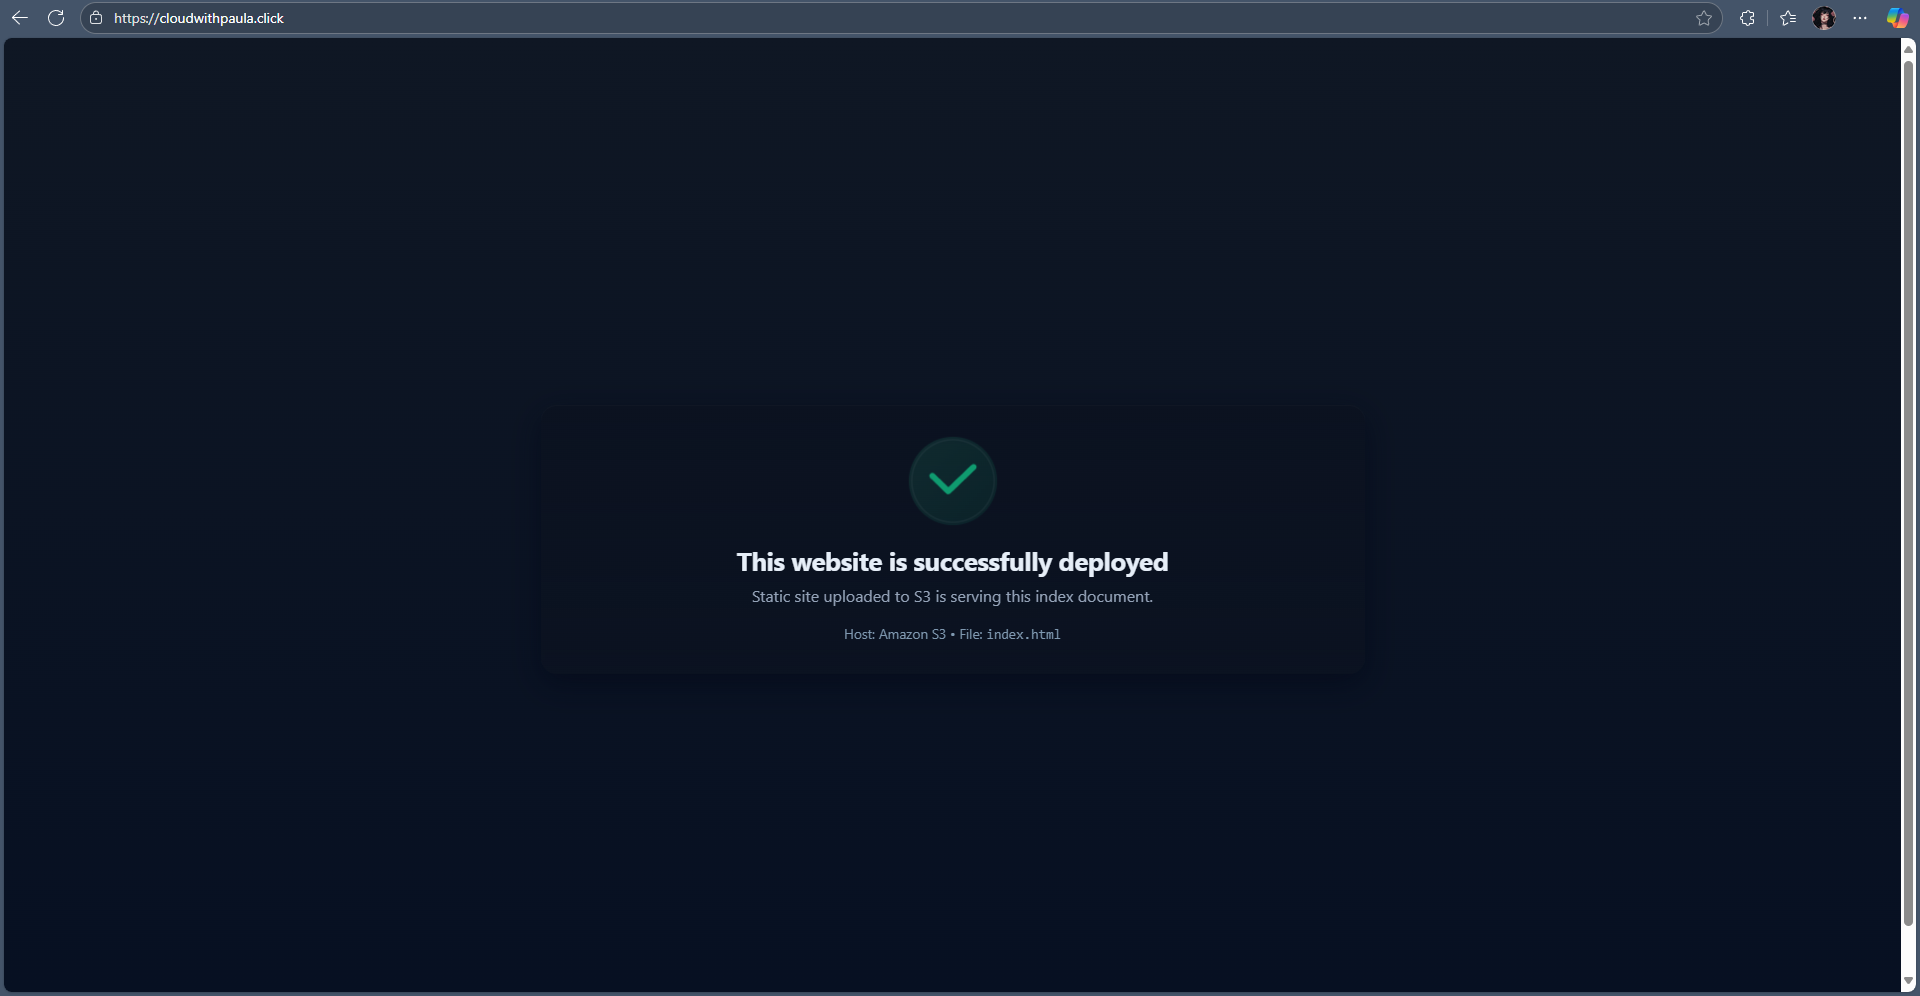 https://cloudwithpaula.click
This website is successfully deployed
Static site uploaded to S3 is serving this index document.
Host: Amazon S3 • File: index.html